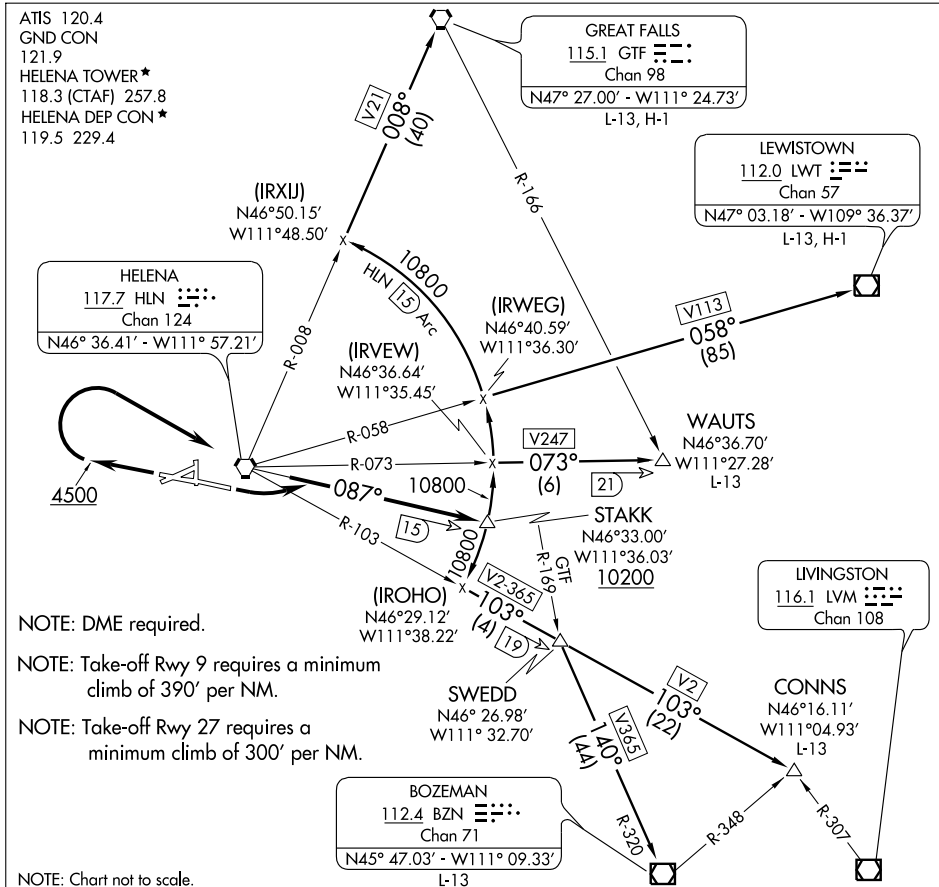 ATIS 120.4
GND CON
121.9
HELENA TOWER★
118.3 (CTAF) 257.8
HELENA DEP CON★
119.5 229.4
GREAT FALLS
115.1 GTF
Chan 98
N47° 27.00′ - W111° 24.73′
L-13, H-1
V21
008°
(40)
LEWISTOWN
112.0 LWT
Chan 57
N47° 03.18′ - W109° 36.37′
L-13, H-1
R-166
(IRXIJ)
N46°50.15′
W111°48.50′
10800
HLN 15 Arc
HELENA
117.7 HLN
Chan 124
N46° 36.41′ - W111° 57.21′
R-008
(IRWEG)
N46°40.59′
W111°36.30′
V113
058°
(85)
(IRVEW)
N46°36.64′
W111°35.45′
R-058
WAUTS
N46°36.70′
W111°27.28′
L-13
R-073
V247
073°
(6)
21
4500
087°
10800
15
R-103
STAKK
N46°33.00′
W111°36.03′
10200
10800
GTF
R-169
(IROHO)
N46°29.12′
W111°38.22′
V2-365
103°
(4)
19
LIVINGSTON
116.1 LVM
Chan 108
NOTE: DME required.
NOTE: Take-off Rwy 9 requires a minimum
climb of 390′ per NM.
NOTE: Take-off Rwy 27 requires a
minimum climb of 300′ per NM.
SWEDD
N46° 26.98′
W111° 32.70′
V2
103°
(22)
CONNS
N46°16.11′
W111°04.93′
L-13
V365
140°
(44)
BOZEMAN
112.4 BZN
Chan 71
N45° 47.03′ - W111° 09.33′
L-13
R-320
R-348
R-307
NOTE: Chart not to scale.